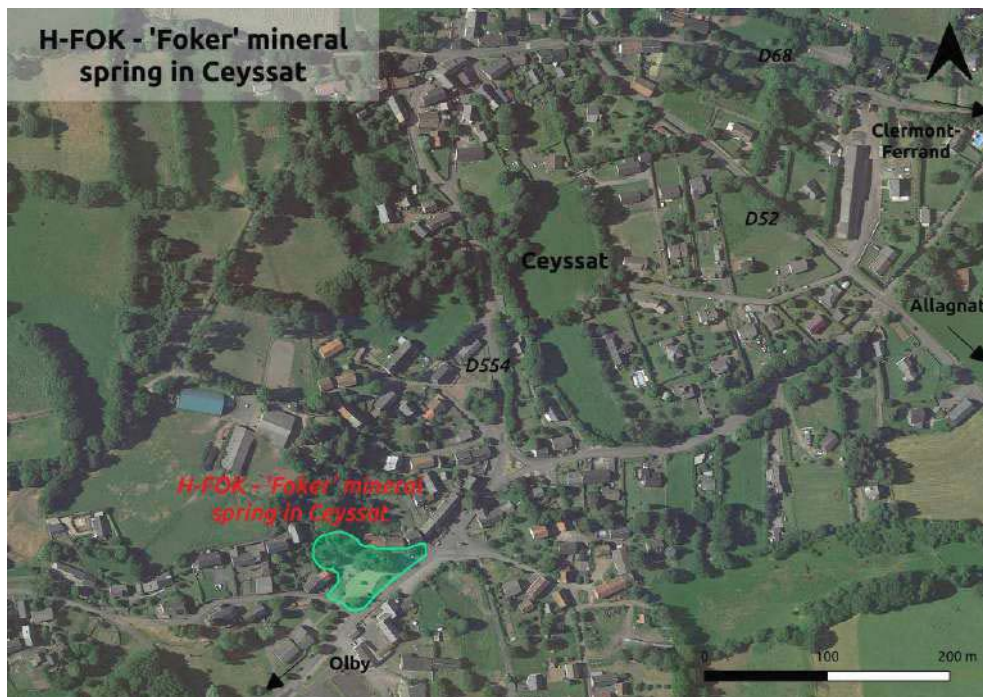 H-FOK - 'Foker' mineral
spring in Ceyssat
D68
Clermont-
Ferrand
D52
Ceyssat
Allagnat
D554
H-FOK - 'Foker' mineral
spring in Ceyssat
Olby
0 100 200 m